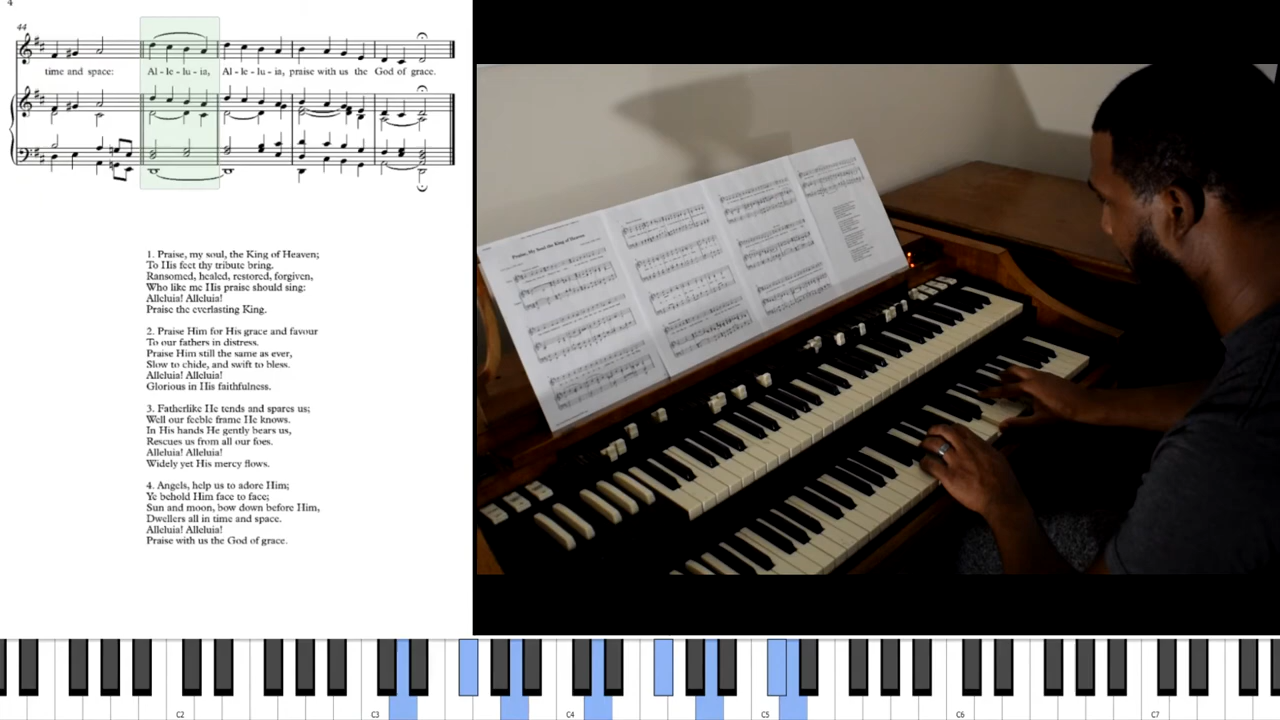 4
44
time and space:
Al - le - lu - ia,
Al - le - lu - ia, praise with us the
God of grace.
1. Praise, my soul, the King of Heaven;
To His feet thy tribute bring.
Ransomed, healed, restored, forgiven,
Who like me His praise should sing:
Alleluia! Alleluia!
Praise the everlasting King.
2. Praise Him for His grace and favour
To our fathers in distress.
Praise Him still the same as ever,
Slow to chide, and swift to bless.
Alleluia! Alleluia!
Glorious in His faithfulness.
3. Fatherlike He tends and spares us;
Well our feeble frame He knows.
In His hands He gently bears us,
Rescues us from all our foes.
Alleluia! Alleluia!
Widely yet His mercy flows.
4. Angels, help us to adore Him;
Ye behold Him face to face;
Sun and moon, bow down before Him,
Dwellers all in time and space.
Alleluia! Alleluia!
Praise with us the God of grace.
Praise, My Soul the King of Heaven
C2
C3
C4
C5
C6
C7